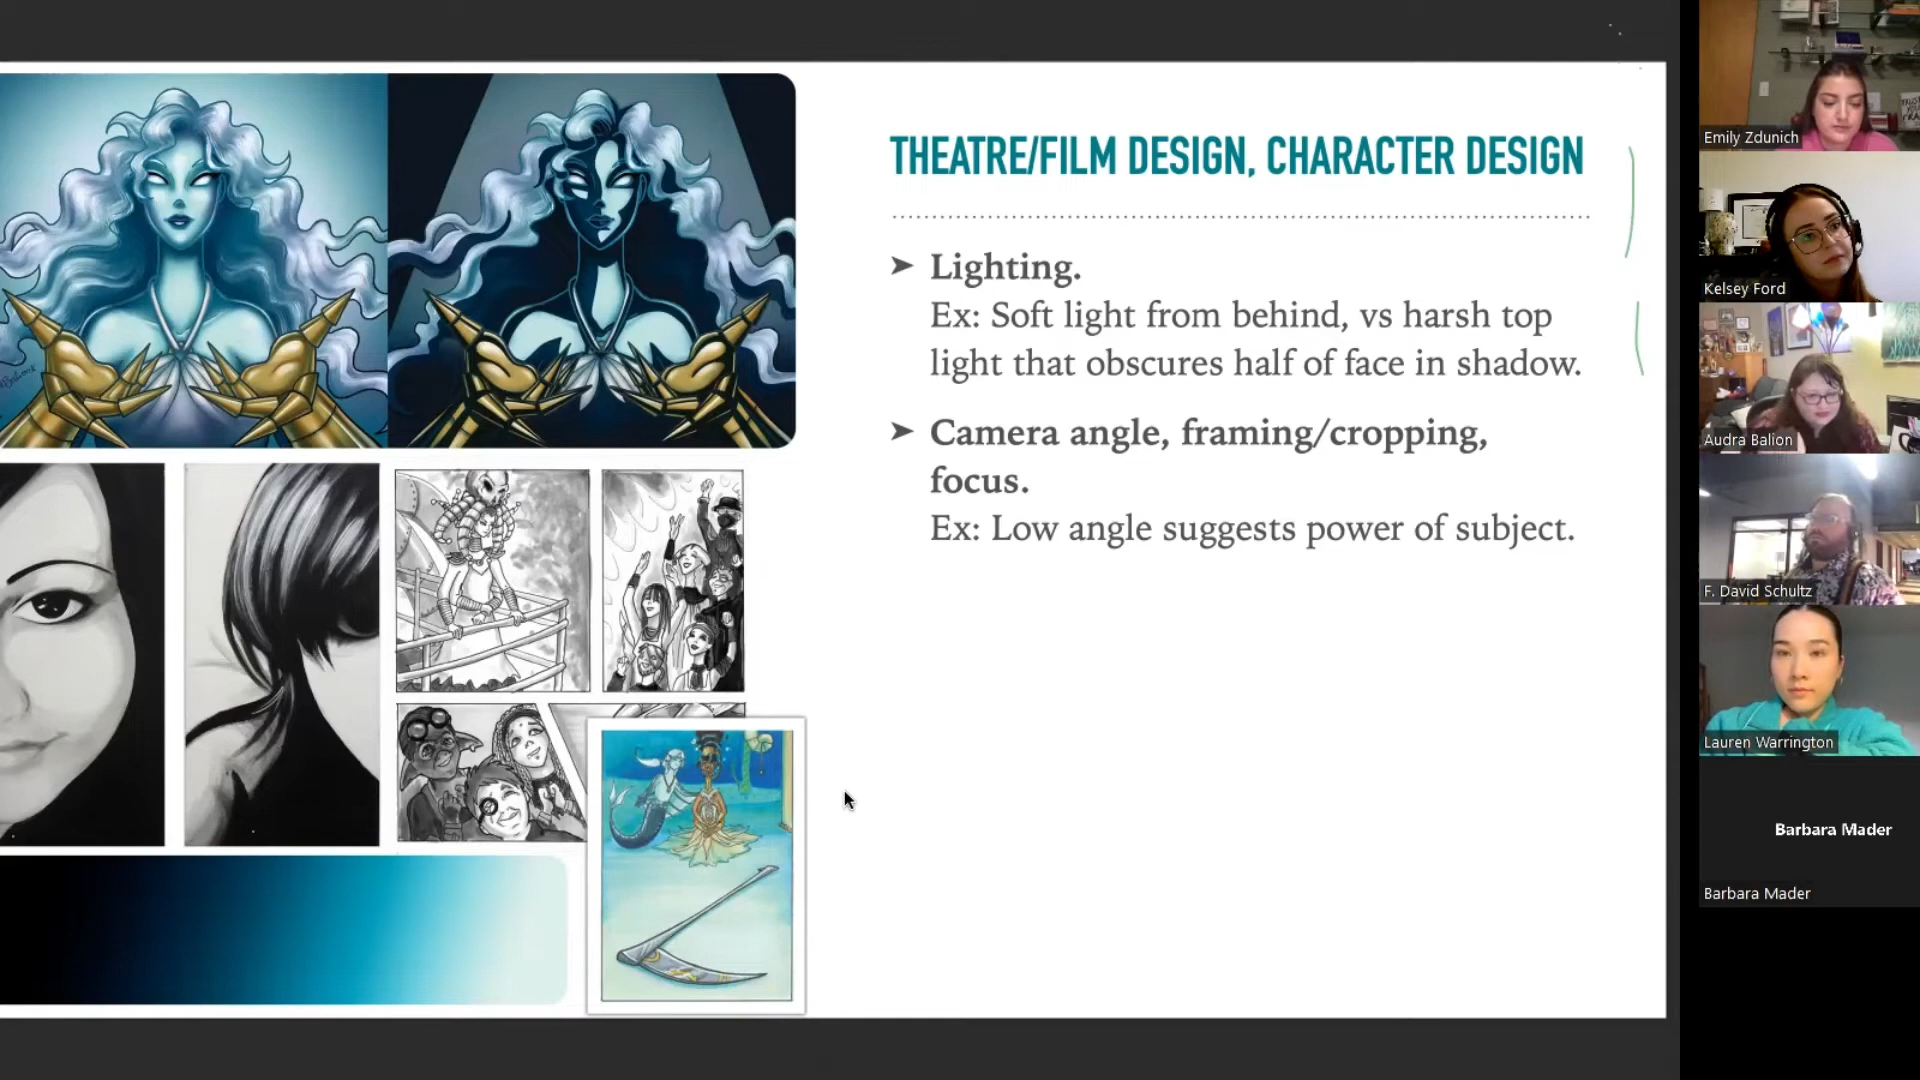 THEATRE/FILM DESIGN, CHARACTER DESIGN
➤ Lighting.
Ex: Soft light from behind, vs harsh top
light that obscures half of face in shadow.
➤ Camera angle, framing/cropping,
focus.
Ex: Low angle suggests power of subject.
Emily Zdunich
Kelsey Ford
Audra Balion
F. David Schultz
Lauren Warrington
Barbara Mader
Barbara Mader